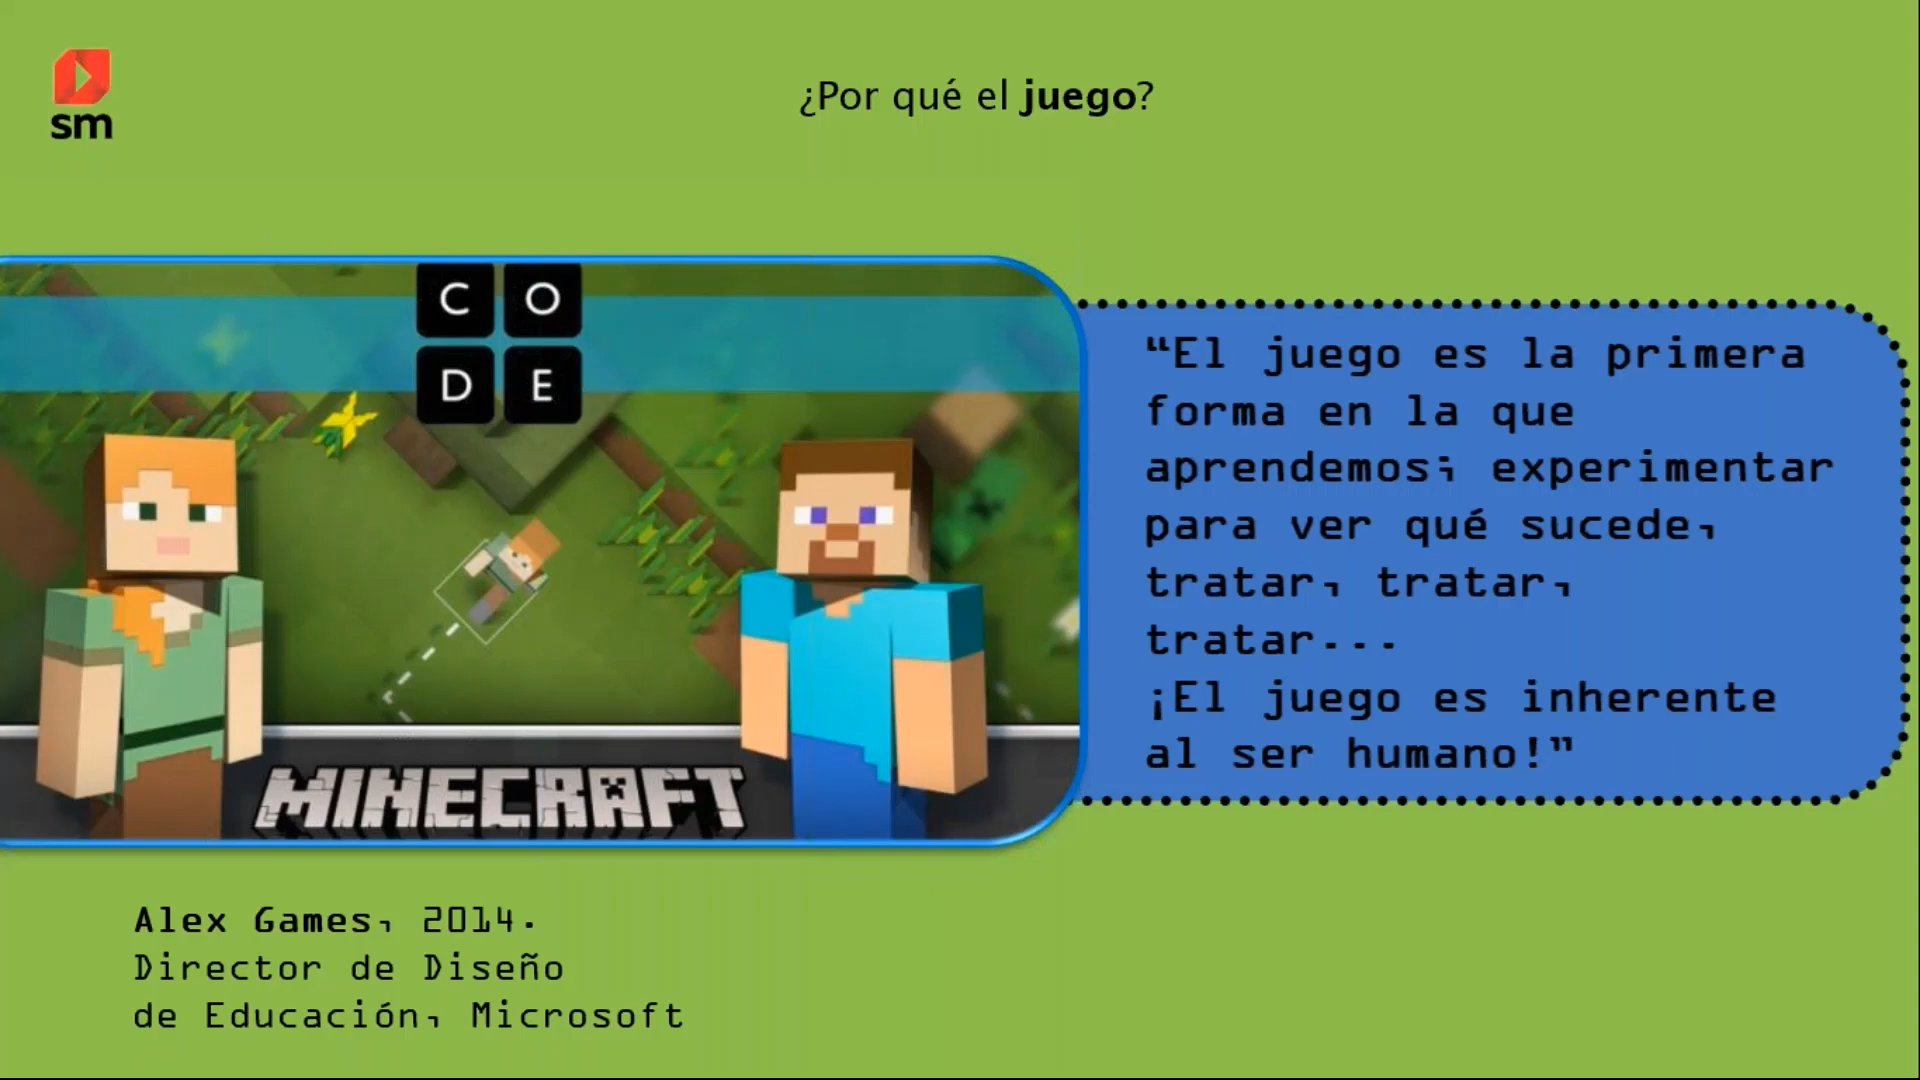 sm
¿Por qué el juego?
C O
D E
MINECRAFT
“El juego es la primera
forma en la que
aprendemos; experimentar
para ver qué sucede,
tratar, tratar,
tratar...
¡El juego es inherente
al ser humano!”
Alex Games, 2014.
Director de Diseño
de Educación, Microsoft